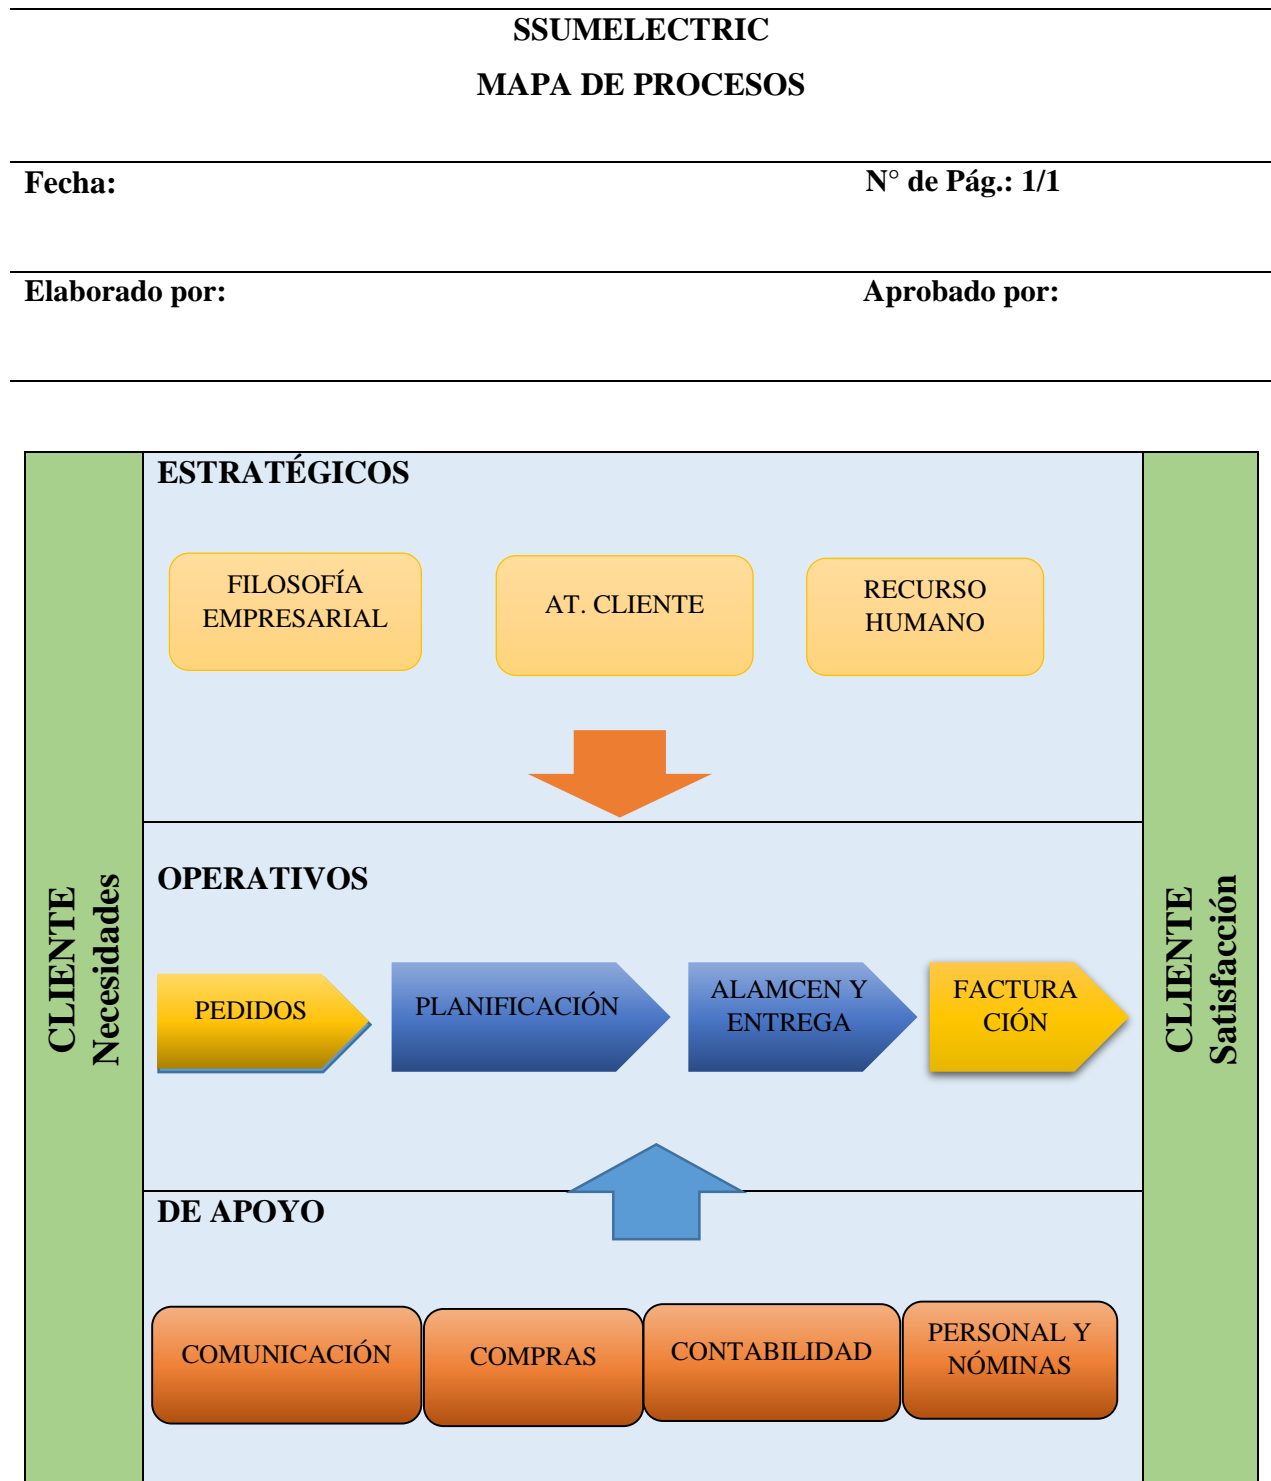 SSUMELECTRIC
MAPA DE PROCESOS
Fecha:
N° de Pág.: 1/1
Elaborado por:
Aprobado por:
CLIENTE
Necesidades
ESTRATÉGICOS
FILOSOFÍA
EMPRESARIAL
AT. CLIENTE
RECURSO
HUMANO
OPERATIVOS
PEDIDOS
PLANIFICACIÓN
ALAMCEN Y
ENTREGA
FACTURA
CIÓN
DE APOYO
COMUNICACIÓN
COMPRAS
CONTABILIDAD
PERSONAL Y
NÓMINAS
CLIENTE
Satisfacción